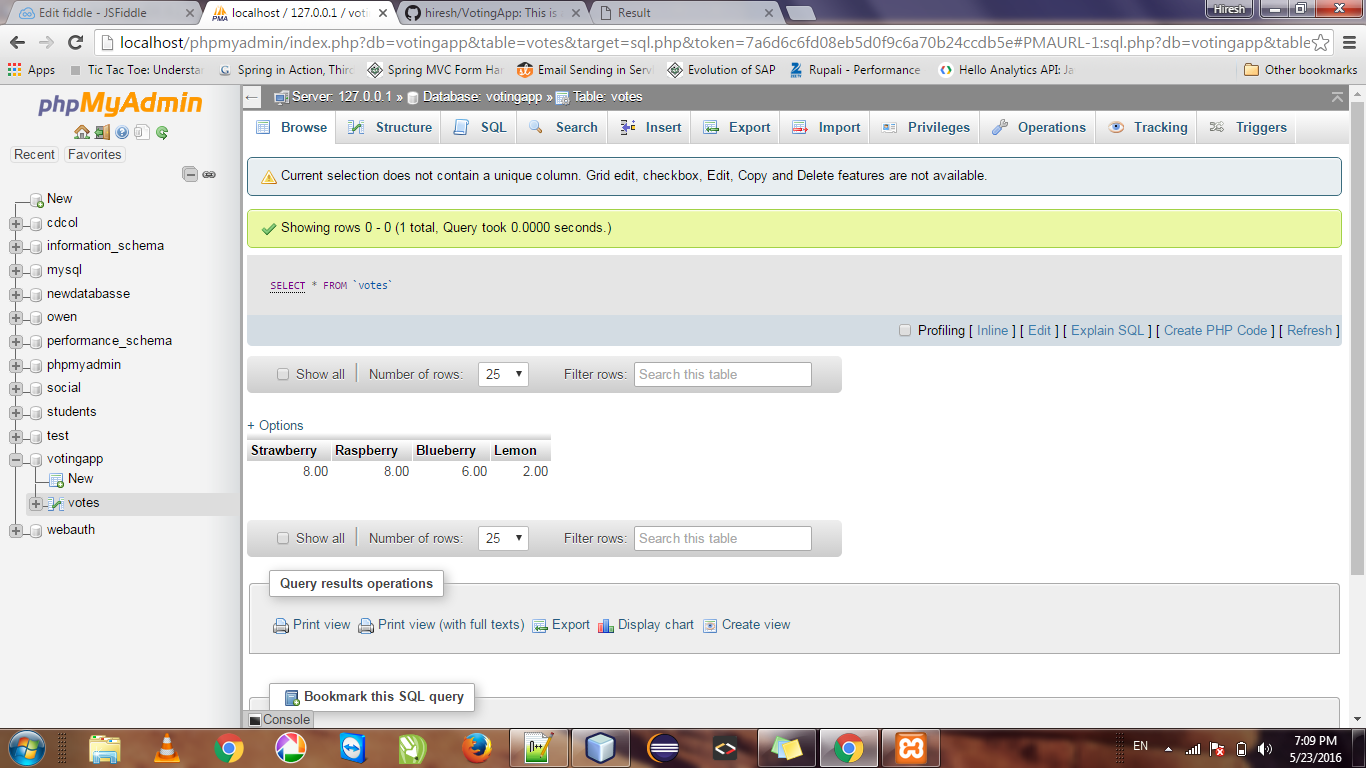 Edit fiddle - JSFiddle
localhost / 127.0.0.1 / voti
hiresh/VotingApp: This is
Result
Hiresh
localhost/phpmyadmin/index.php?db=votingapp&table=votes&target=sql.php&token=7a6d6c6fd08eb5d0f9c6a70b24ccdb5e#PMAURL-1:sql.php?db=votingapp&table
Apps
Tic Tac Toe: Understar
Spring in Action, Third
Spring MVC Form Har
Email Sending in Servl
Evolution of SAP
Rupali - Performance
Hello Analytics API: Ja
Other bookmarks
phpMyAdmin
Recent
Favorites
New
cdcol
information_schema
mysql
newdatabasse
owen
performance_schema
phpmyadmin
social
students
test
votingapp
New
votes
webauth
Server: 127.0.0.1 » Database: votingapp » Table: votes
Browse
Structure
SQL
Search
Insert
Export
Import
Privileges
Operations
Tracking
Triggers
Current selection does not contain a unique column. Grid edit, checkbox, Edit, Copy and Delete features are not available.
Showing rows 0 - 0 (1 total, Query took 0.0000 seconds.)
SELECT * FROM `votes`
Profiling [ Inline ] [ Edit ] [ Explain SQL ] [ Create PHP Code ] [ Refresh ]
Show all | Number of rows: 25 Filter rows: Search this table
+ Options
Strawberry Raspberry Blueberry Lemon
8.00 8.00 6.00 2.00
Show all | Number of rows: 25 Filter rows: Search this table
Query results operations
Print view
Print view (with full texts)
Export
Display chart
Create view
Bookmark this SQL query
Console
EN
7:09 PM
5/23/2016